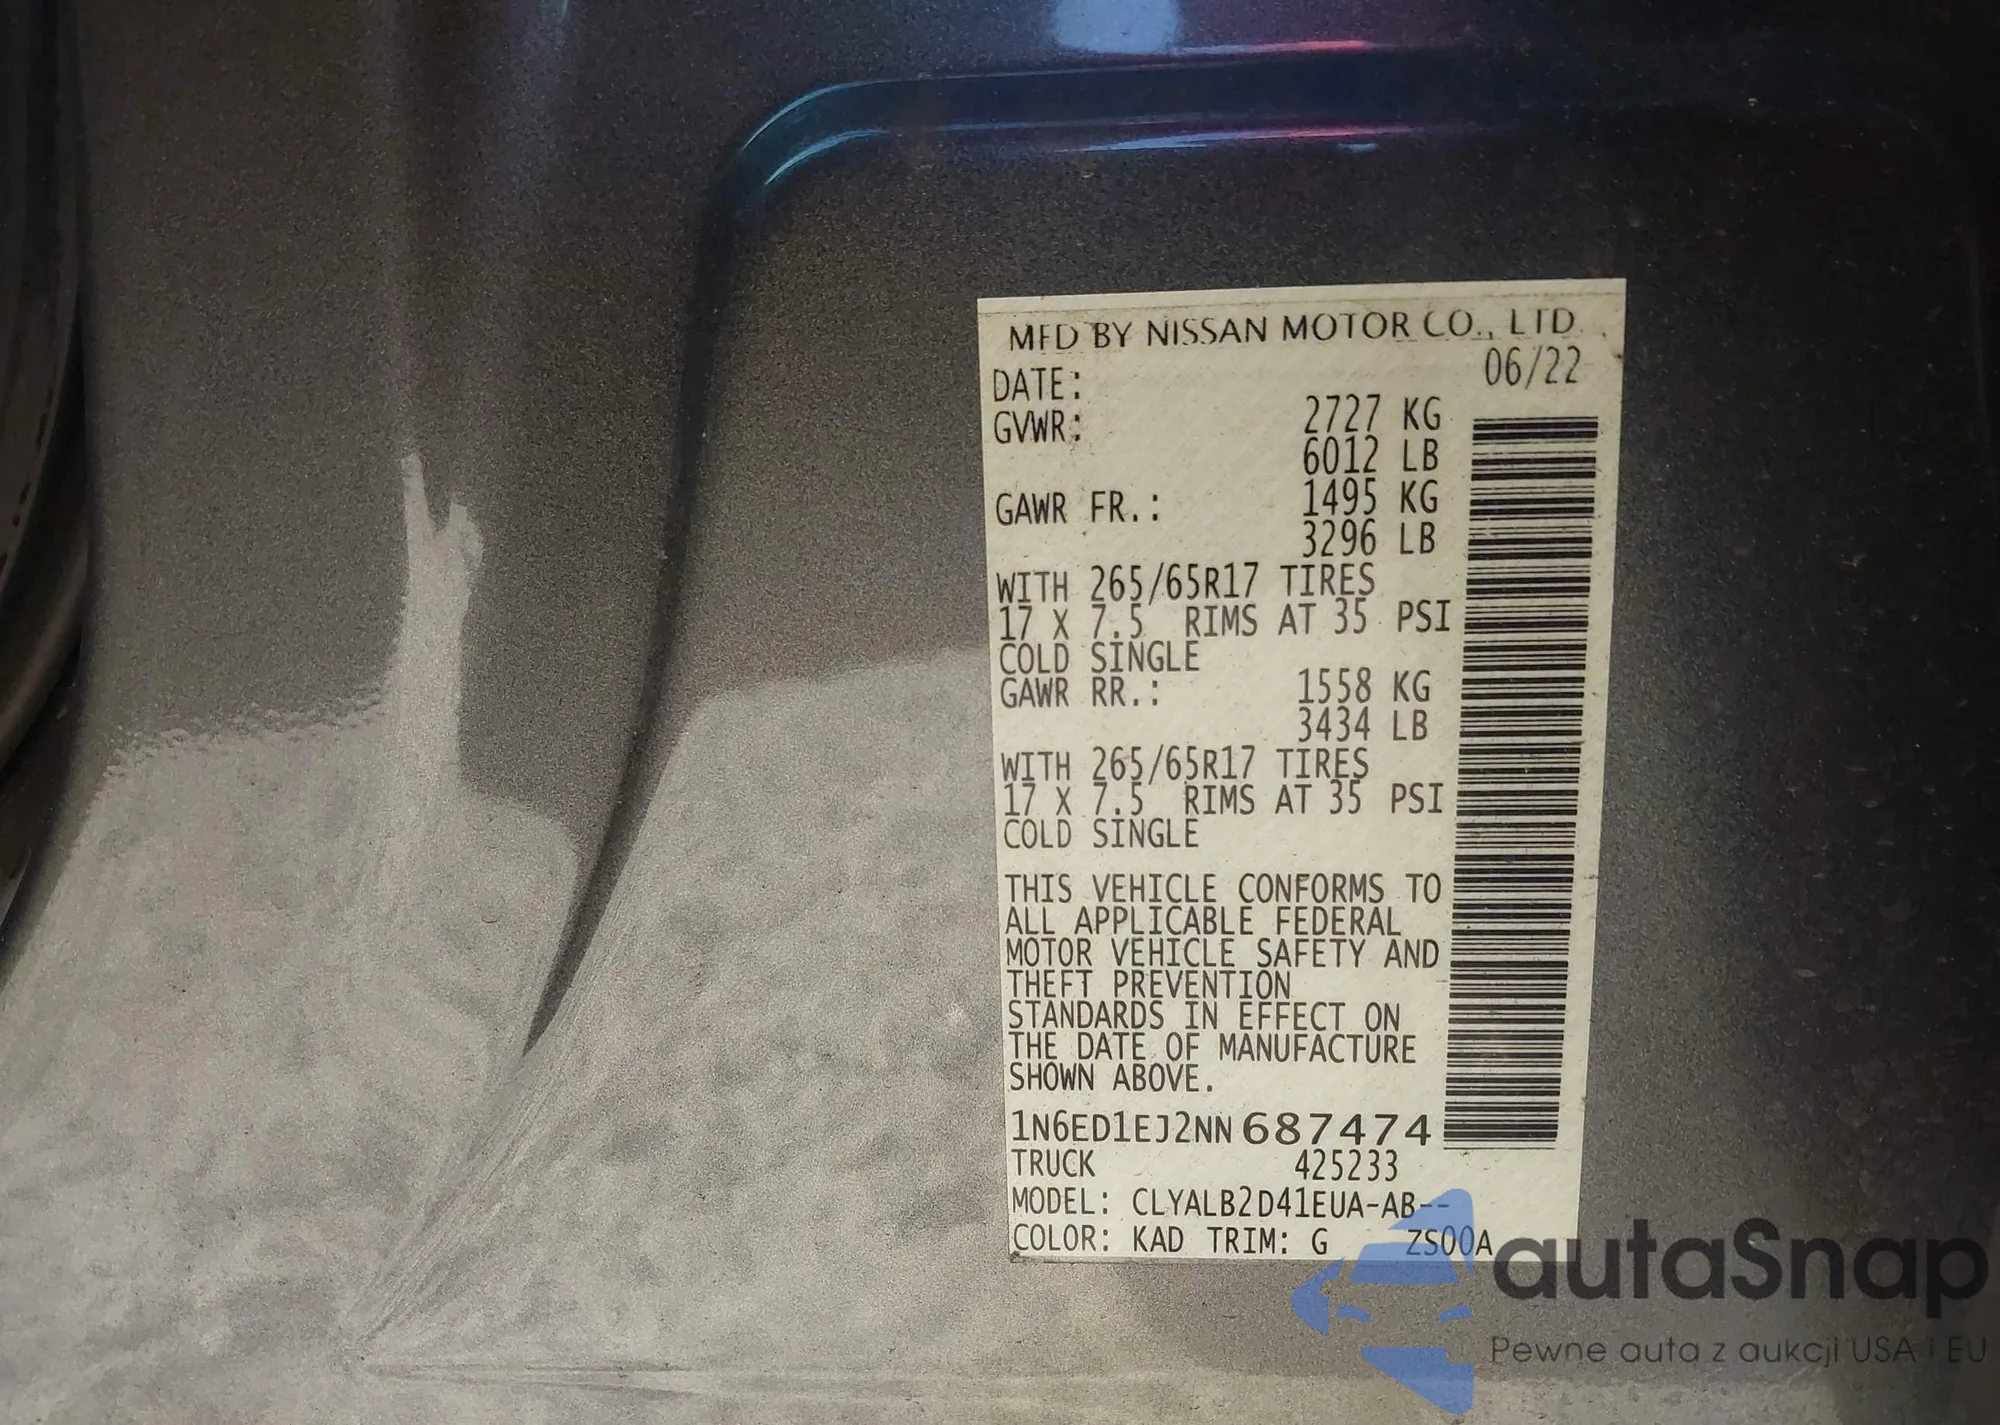 MFD BY NISSAN MOTOR CO., LTD
DATE: 06/22
GVWR: 2727 KG
6012 LB
GAWR FR.: 1495 KG
3296 LB
WITH 265/65R17 TIRES
17 X 7.5 RIMS AT 35 PSI
COLD SINGLE
GAWR RR.: 1558 KG
3434 LB
WITH 265/65R17 TIRES
17 X 7.5 RIMS AT 35 PSI
COLD SINGLE
THIS VEHICLE CONFORMS TO
ALL APPLICABLE FEDERAL
MOTOR VEHICLE SAFETY AND
THEFT PREVENTION
STANDARDS IN EFFECT ON
THE DATE OF MANUFACTURE
SHOWN ABOVE.
1N6ED1EJ2NN687474
TRUCK 425233
MODEL: CLYALB2D41EUA-AB--
COLOR: KAD TRIM: G ZS00A
autaSnap
Pewne auta z aukcji USA i EU